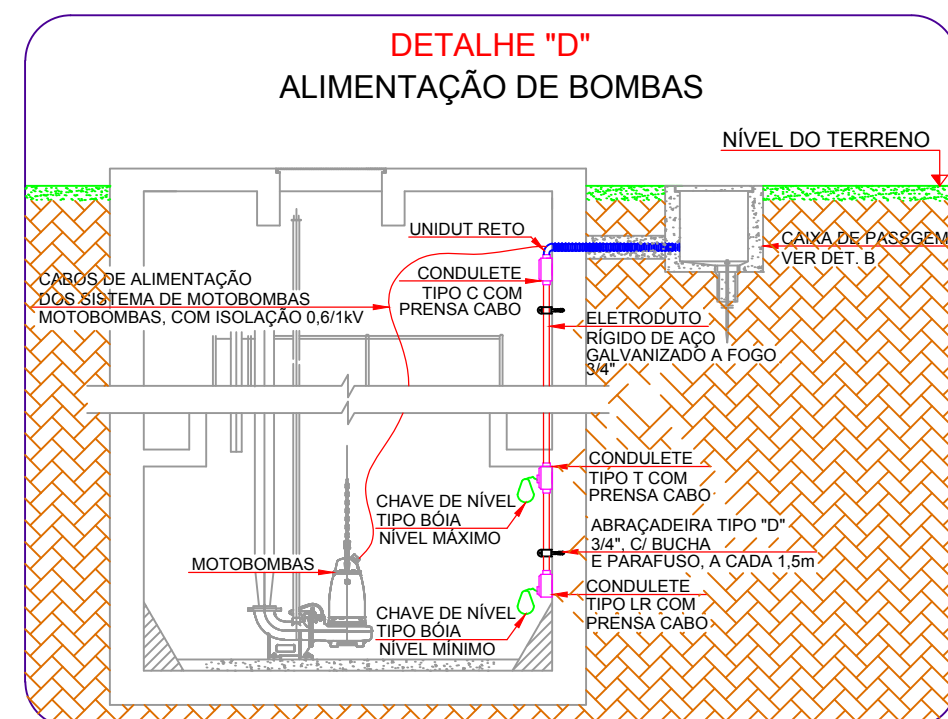 DETALHE "D"
ALIMENTAÇÃO DE BOMBAS
NÍVEL DO TERRENO
UNIDUT RETO
CAIXA DE PASSGEM
VER DET. B
CABOS DE ALIMENTAÇÃO
DOS SISTEMA DE MOTOBOMBAS
MOTOBOMBAS, COM ISOLAÇÃO 0,6/1kV
CONDULETE
TIPO C COM
PRENSA CABO
ELETRODUTO
RÍGIDO DE AÇO
GALVANIZADO A FOGO
3/4"
CONDULETE
TIPO T COM
PRENSA CABO
CHAVE DE NÍVEL
TIPO BÓIA
NÍVEL MÁXIMO
ABRAÇADEIRA TIPO "D"
3/4", C/ BUCHA
E PARAFUSO, A CADA 1,5m
MOTOBOMBAS
CONDULETE
TIPO LR COM
PRENSA CABO
CHAVE DE NÍVEL
TIPO BÓIA
NÍVEL MÍNIMO